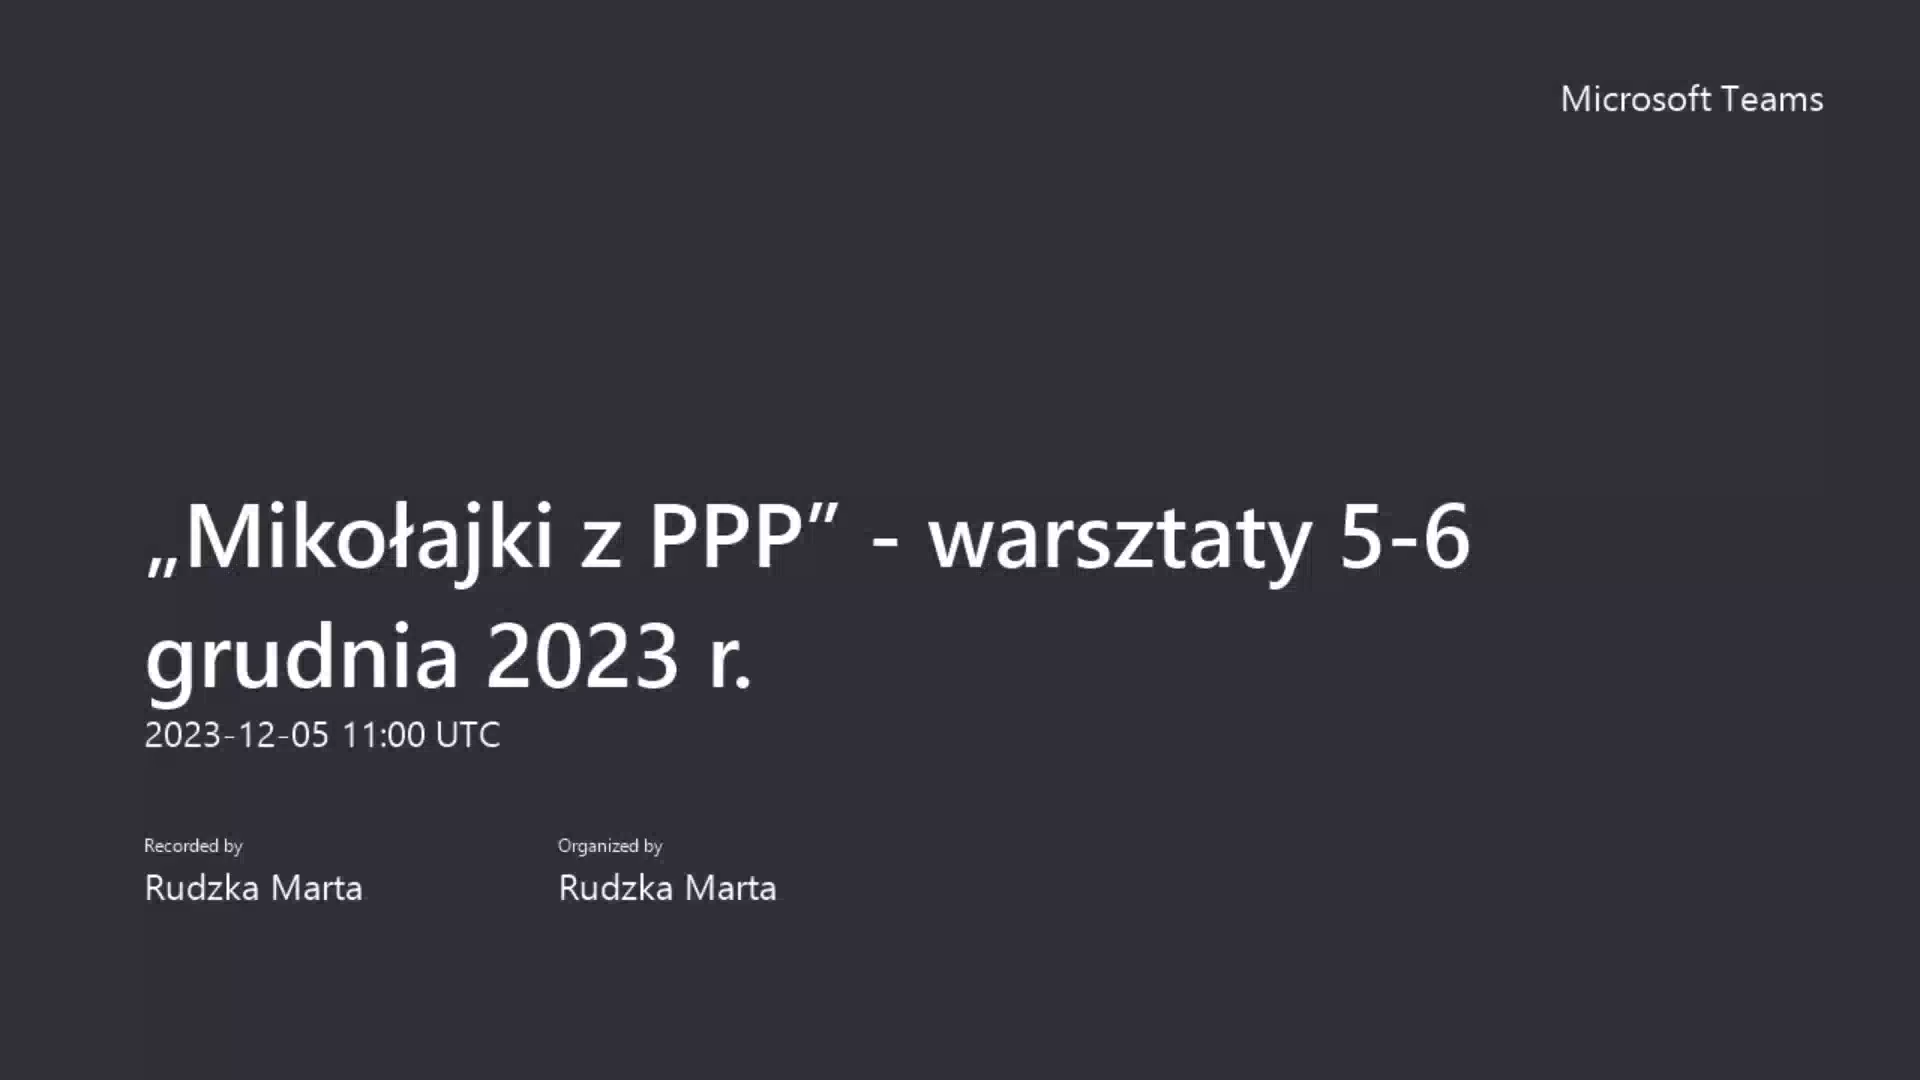 Microsoft Teams
„Mikołajki z PPP” - warsztaty 5-6
grudnia 2023 r.
2023-12-05 11:00 UTC
Recorded by
Rudzka Marta
Organized by
Rudzka Marta